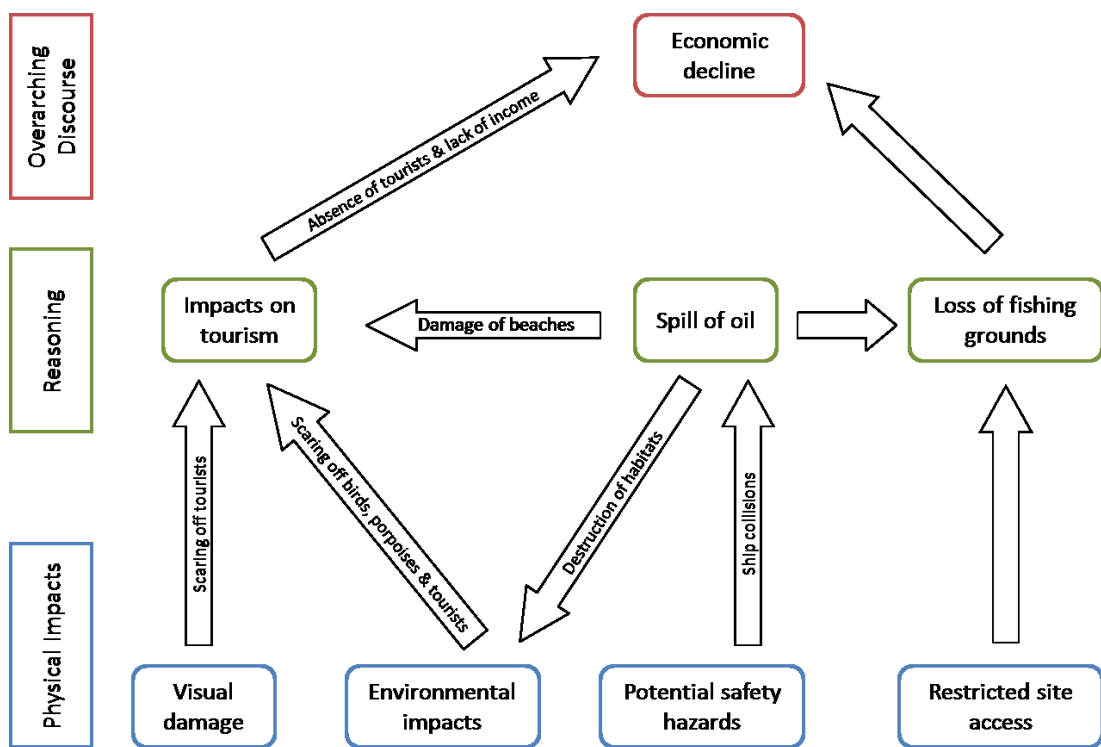 Overarching
Discourse
Economic
decline
Absence of tourists & lack of income
Reasoning
Impacts on
tourism
Damage of beaches
Spill of oil
Loss of fishing
grounds
Scaring off tourists
Scaring off birds, porpoises & tourists
Destruction of habitats
Ship collisions
Physical Impacts
Visual
damage
Environmental
impacts
Potential safety
hazards
Restricted site
access